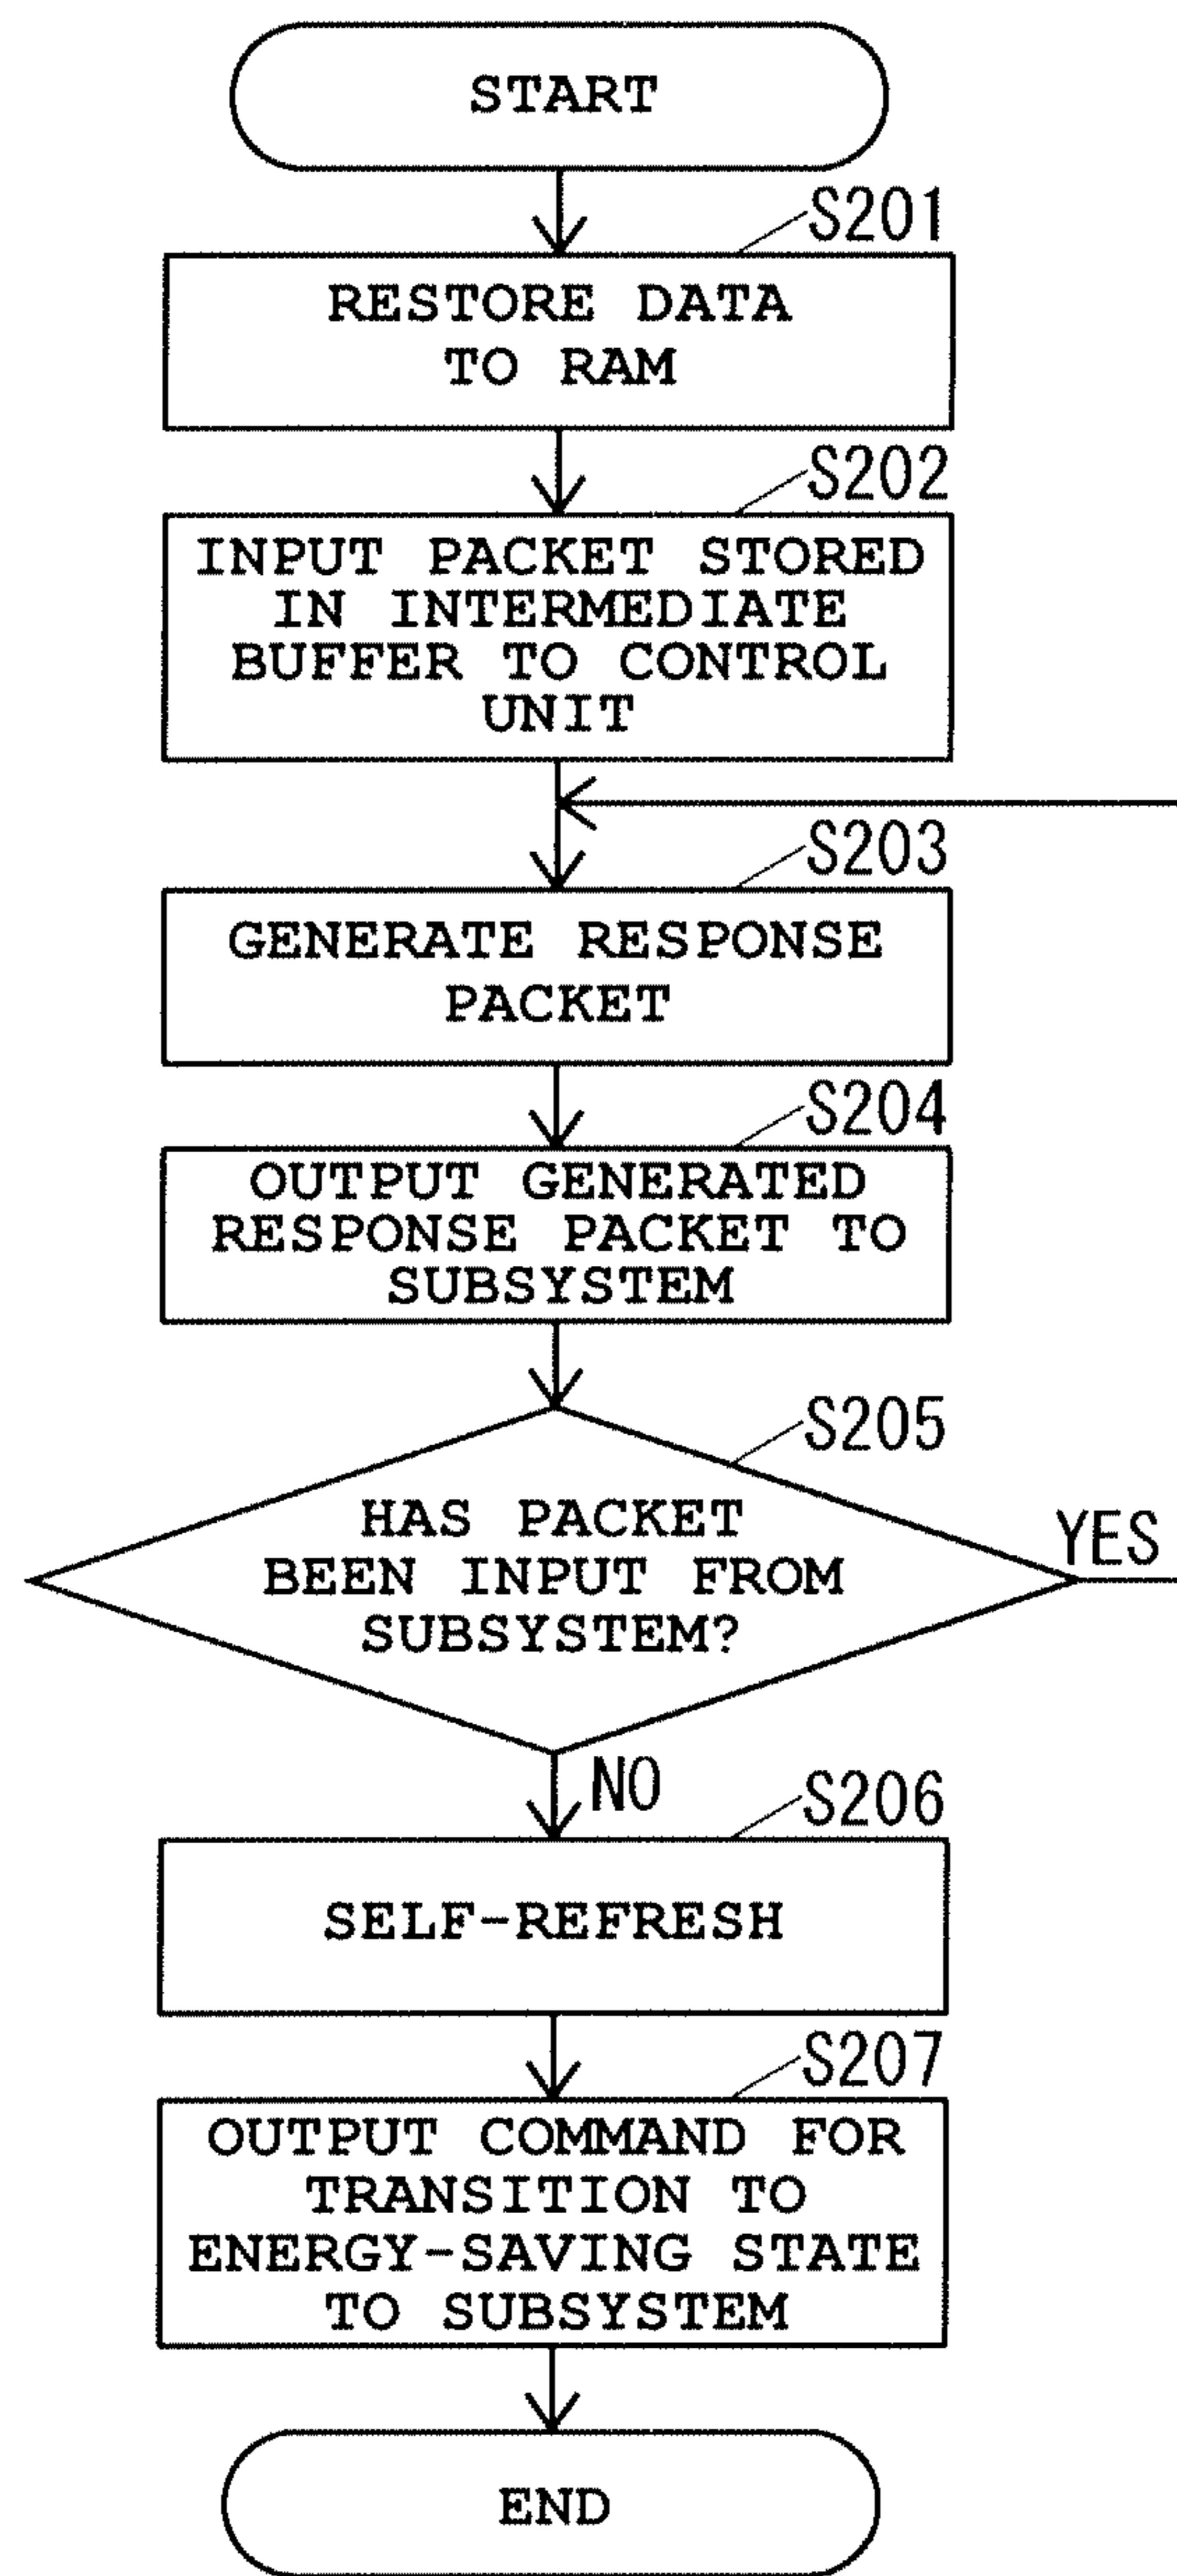 START
S201
RESTORE DATA
TO RAM
S202
INPUT PACKET STORED
IN INTERMEDIATE
BUFFER TO CONTROL
UNIT
S203
GENERATE RESPONSE
PACKET
S204
OUTPUT GENERATED
RESPONSE PACKET TO
SUBSYSTEM
S205
HAS PACKET
BEEN INPUT FROM
SUBSYSTEM?
YES
NO
S206
SELF-REFRESH
S207
OUTPUT COMMAND FOR
TRANSITION TO
ENERGY-SAVING STATE
TO SUBSYSTEM
END